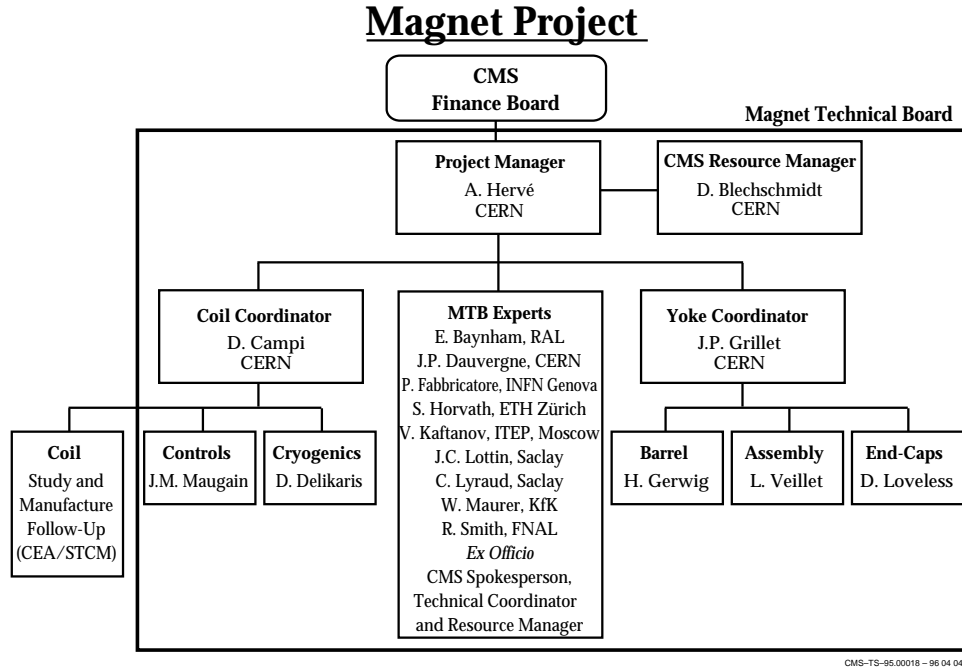 Magnet Project
CMS
Finance Board
Magnet Technical Board
Project Manager
A. Hervé
CERN
CMS Resource Manager
D. Blechschmidt
CERN
Coil Coordinator
D. Campi
CERN
MTB Experts
E. Baynham, RAL
J.P. Dauvergne, CERN
P. Fabbricatore, INFN Genova
S. Horvath, ETH Zürich
V. Kaftanov, ITEP, Moscow
J.C. Lottin, Saclay
C. Lyraud, Saclay
W. Maurer, KfK
R. Smith, FNAL
Ex Officio
CMS Spokesperson,
Technical Coordinator
and Resource Manager
Yoke Coordinator
J.P. Grillet
CERN
Coil
Study and
Manufacture
Follow-Up
(CEA/STCM)
Controls
J.M. Maugain
Cryogenics
D. Delikaris
Barrel
H. Gerwig
Assembly
L. Veillet
End-Caps
D. Loveless
CMS–TS–95.00018 – 96 04 04